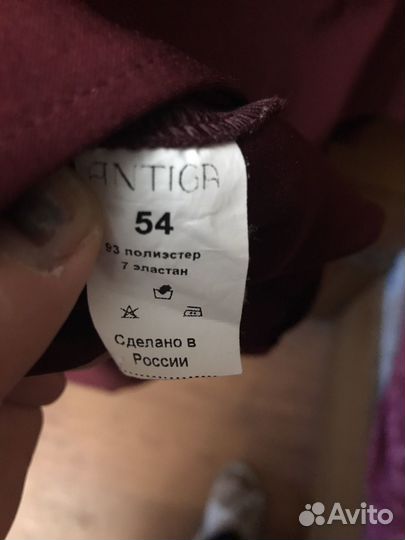 ANTIGA
54
93 полиэстер
7 эластан
Сделано в
России
Avito